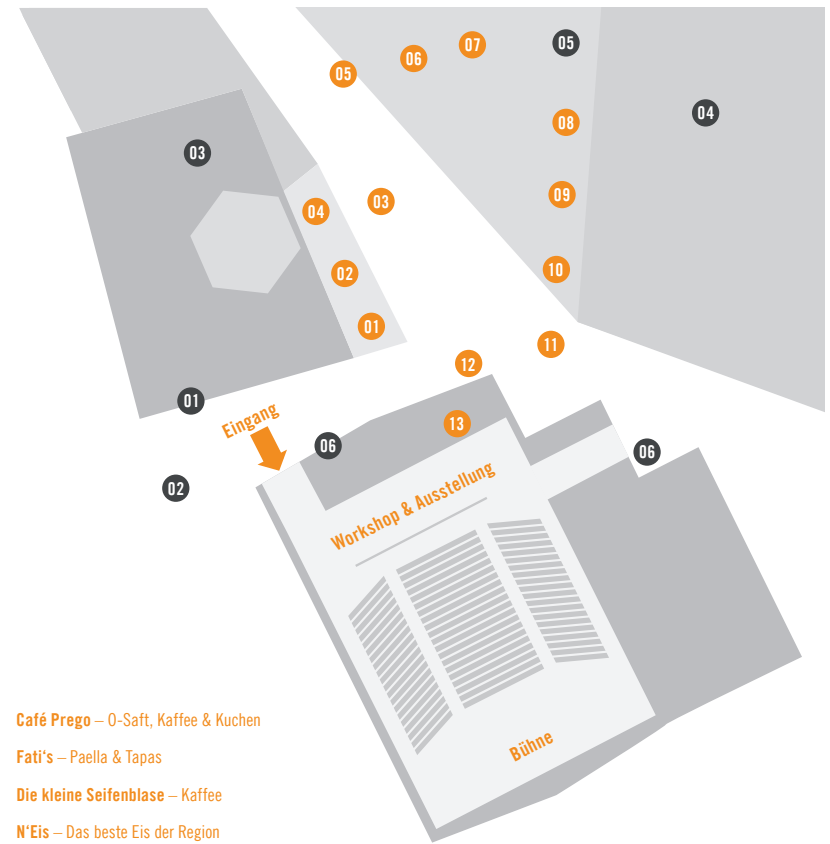 07
05
06
05
04
08
03
09
03
04
10
02
01
11
12
01
Eingang
13
06
06
02
Workshop & Ausstellung
Bühne
Café Prego – O-Saft, Kaffee & Kuchen
Fati‘s – Paella & Tapas
Die kleine Seifenblase – Kaffee
N‘Eis – Das beste Eis der Region